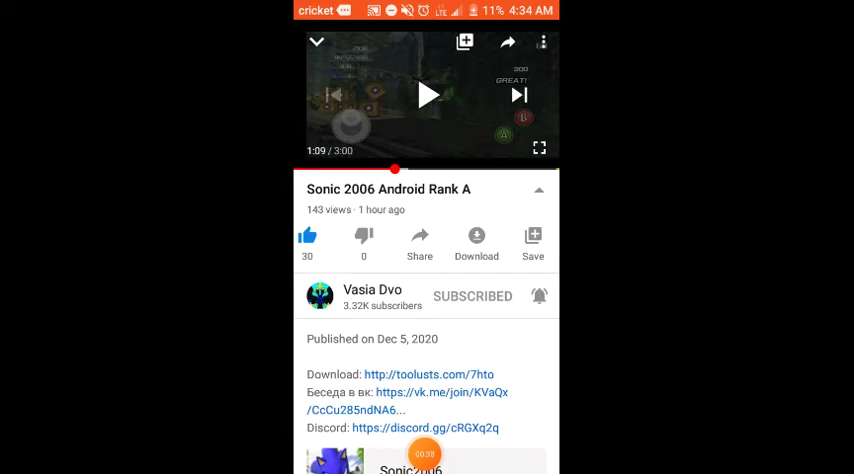 cricket LTE 11% 4:34 AM
300
GREAT!
B
A
1:09 / 3:00
Sonic 2006 Android Rank A
143 views · 1 hour ago
30 0 Share Download Save
Vasia Dvo
3.32K subscribers
SUBSCRIBED
Published on Dec 5, 2020
Download: http://toolusts.com/7hto
Беседа в вк: https://vk.me/join/KVaQx
/CcCu285ndNA6...
Discord: https://discord.gg/cRGXq2q
00:38
Sonic2006